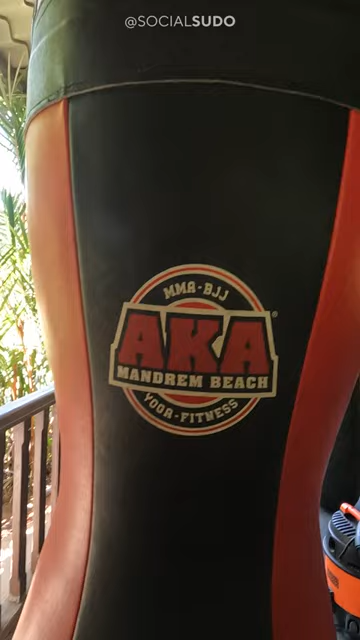 @SOCIALSUDO
MMA-BJJ
AKA®
MANDREM BEACH
YOGA-FITNESS